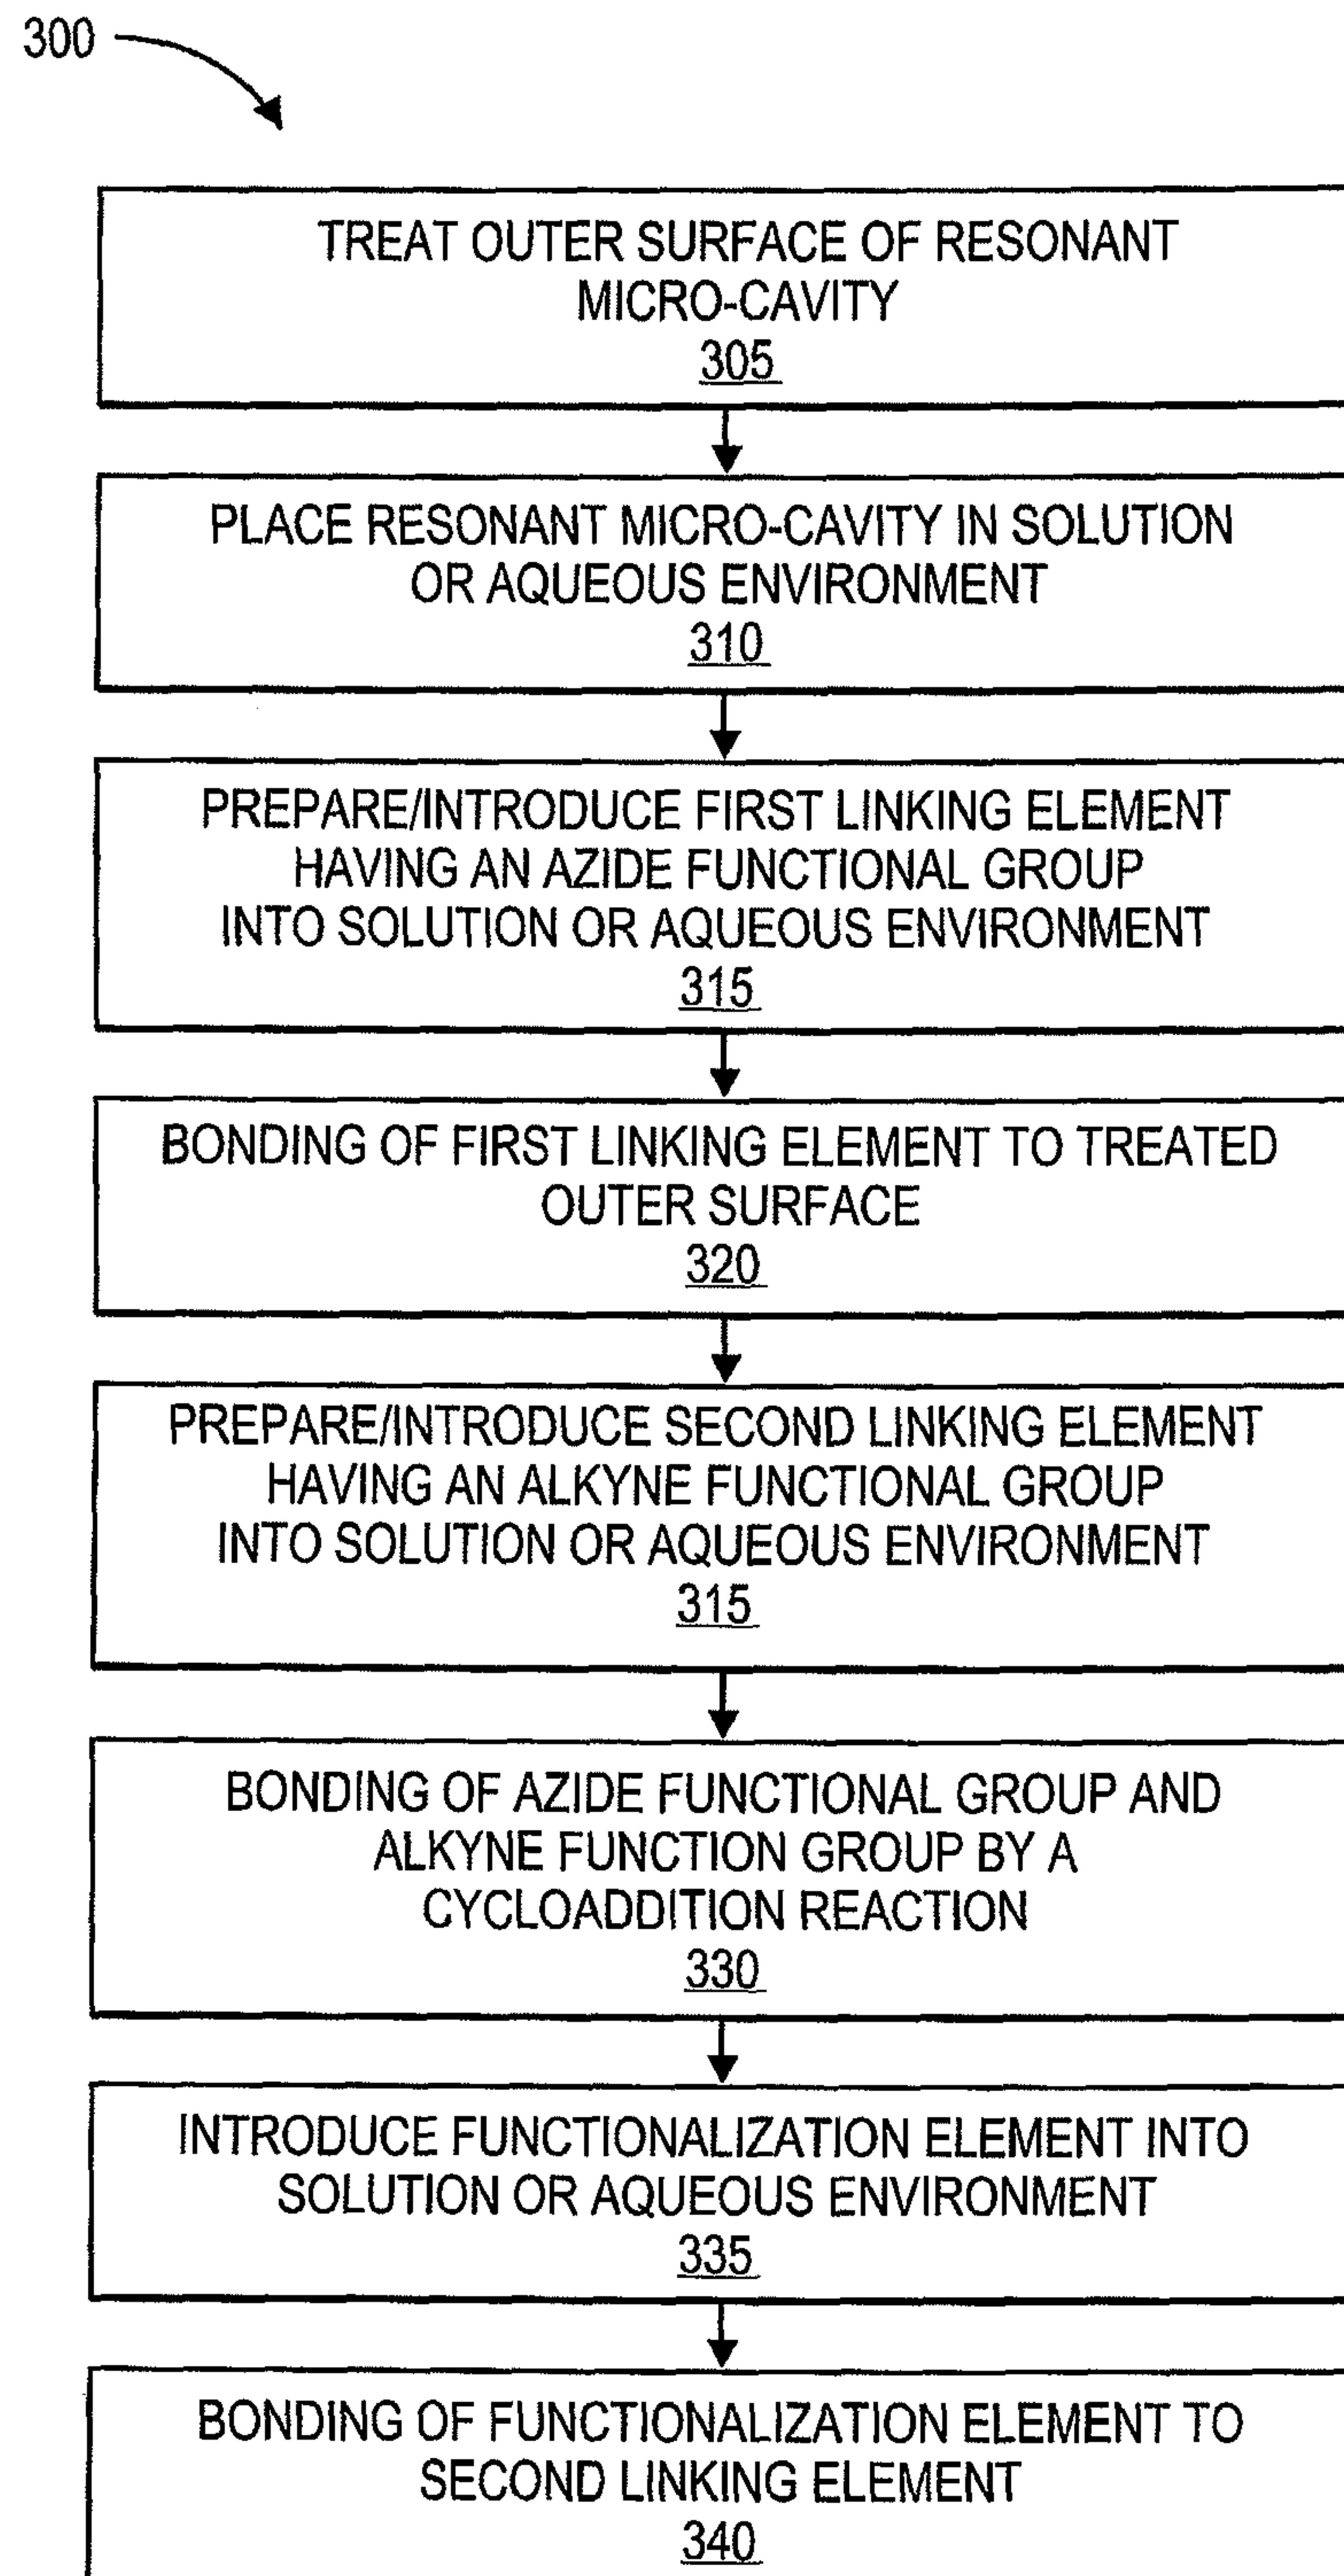 300
TREAT OUTER SURFACE OF RESONANT
MICRO-CAVITY
305
PLACE RESONANT MICRO-CAVITY IN SOLUTION
OR AQUEOUS ENVIRONMENT
310
PREPARE/INTRODUCE FIRST LINKING ELEMENT
HAVING AN AZIDE FUNCTIONAL GROUP
INTO SOLUTION OR AQUEOUS ENVIRONMENT
315
BONDING OF FIRST LINKING ELEMENT TO TREATED
OUTER SURFACE
320
PREPARE/INTRODUCE SECOND LINKING ELEMENT
HAVING AN ALKYNE FUNCTIONAL GROUP
INTO SOLUTION OR AQUEOUS ENVIRONMENT
315
BONDING OF AZIDE FUNCTIONAL GROUP AND
ALKYNE FUNCTION GROUP BY A
CYCLOADDITION REACTION
330
INTRODUCE FUNCTIONALIZATION ELEMENT INTO
SOLUTION OR AQUEOUS ENVIRONMENT
335
BONDING OF FUNCTIONALIZATION ELEMENT TO
SECOND LINKING ELEMENT
340